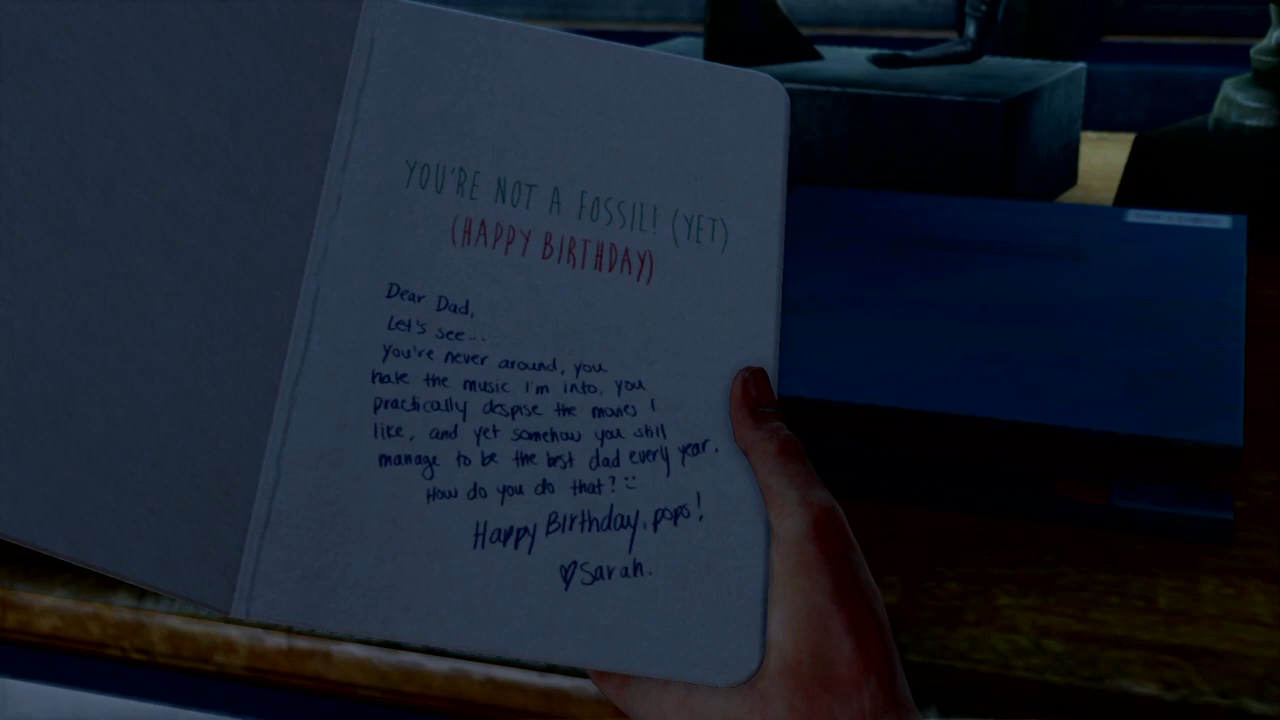 YOU'RE NOT A FOSSIL! (YET)
(HAPPY BIRTHDAY)
Dear Dad,
Let's see...
You're never around, you
hate the music I'm into, you
practically despise the movies I
like, and yet somehow you still
manage to be the best dad every year.
How do you do that? :)
Happy Birthday, pops!
♡Sarah.